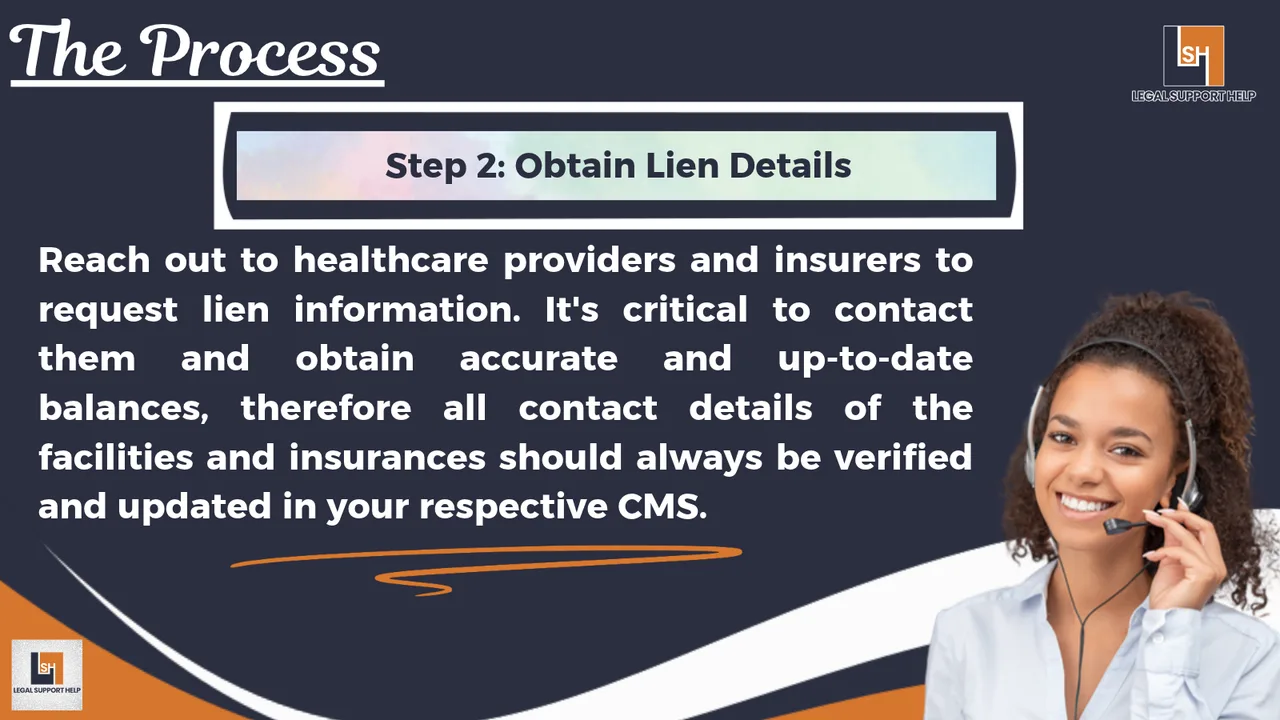 The Process
LSH
LEGAL SUPPORT HELP
Step 2: Obtain Lien Details
Reach out to healthcare providers and insurers to
request lien information. It's critical to contact
them and obtain accurate and up-to-date
balances, therefore all contact details of the
facilities and insurances should always be verified
and updated in your respective CMS.
LSH
LEGAL SUPPORT HELP